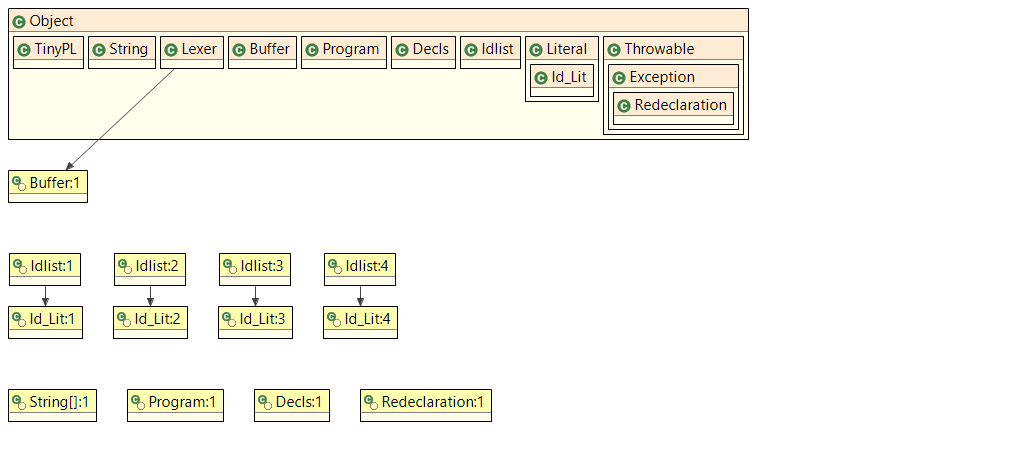 Object
TinyPL String Lexer Buffer Program Decls Idlist Literal Throwable
Id_Lit Exception
Redeclaration
Buffer:1
Idlist:1 Idlist:2 Idlist:3 Idlist:4
Id_Lit:1 Id_Lit:2 Id_Lit:3 Id_Lit:4
String[]:1 Program:1 Decls:1 Redeclaration:1